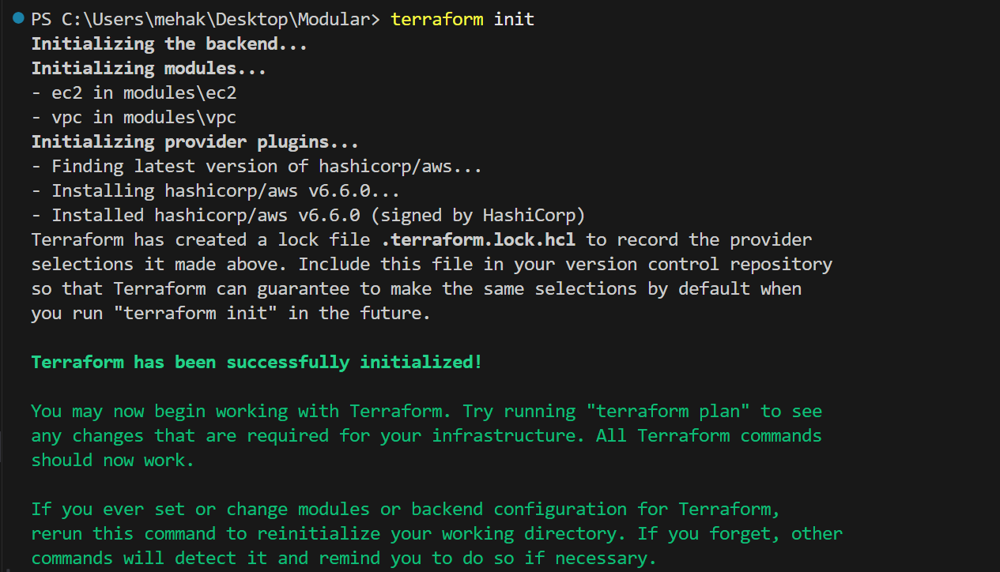 PS C:\Users\mehak\Desktop\Modular> terraform init
Initializing the backend...
Initializing modules...
- ec2 in modules\ec2
- vpc in modules\vpc
Initializing provider plugins...
- Finding latest version of hashicorp/aws...
- Installing hashicorp/aws v6.6.0...
- Installed hashicorp/aws v6.6.0 (signed by HashiCorp)
Terraform has created a lock file .terraform.lock.hcl to record the provider
selections it made above. Include this file in your version control repository
so that Terraform can guarantee to make the same selections by default when
you run "terraform init" in the future.
Terraform has been successfully initialized!
You may now begin working with Terraform. Try running "terraform plan" to see
any changes that are required for your infrastructure. All Terraform commands
should now work.
If you ever set or change modules or backend configuration for Terraform,
rerun this command to reinitialize your working directory. If you forget, other
commands will detect it and remind you to do so if necessary.